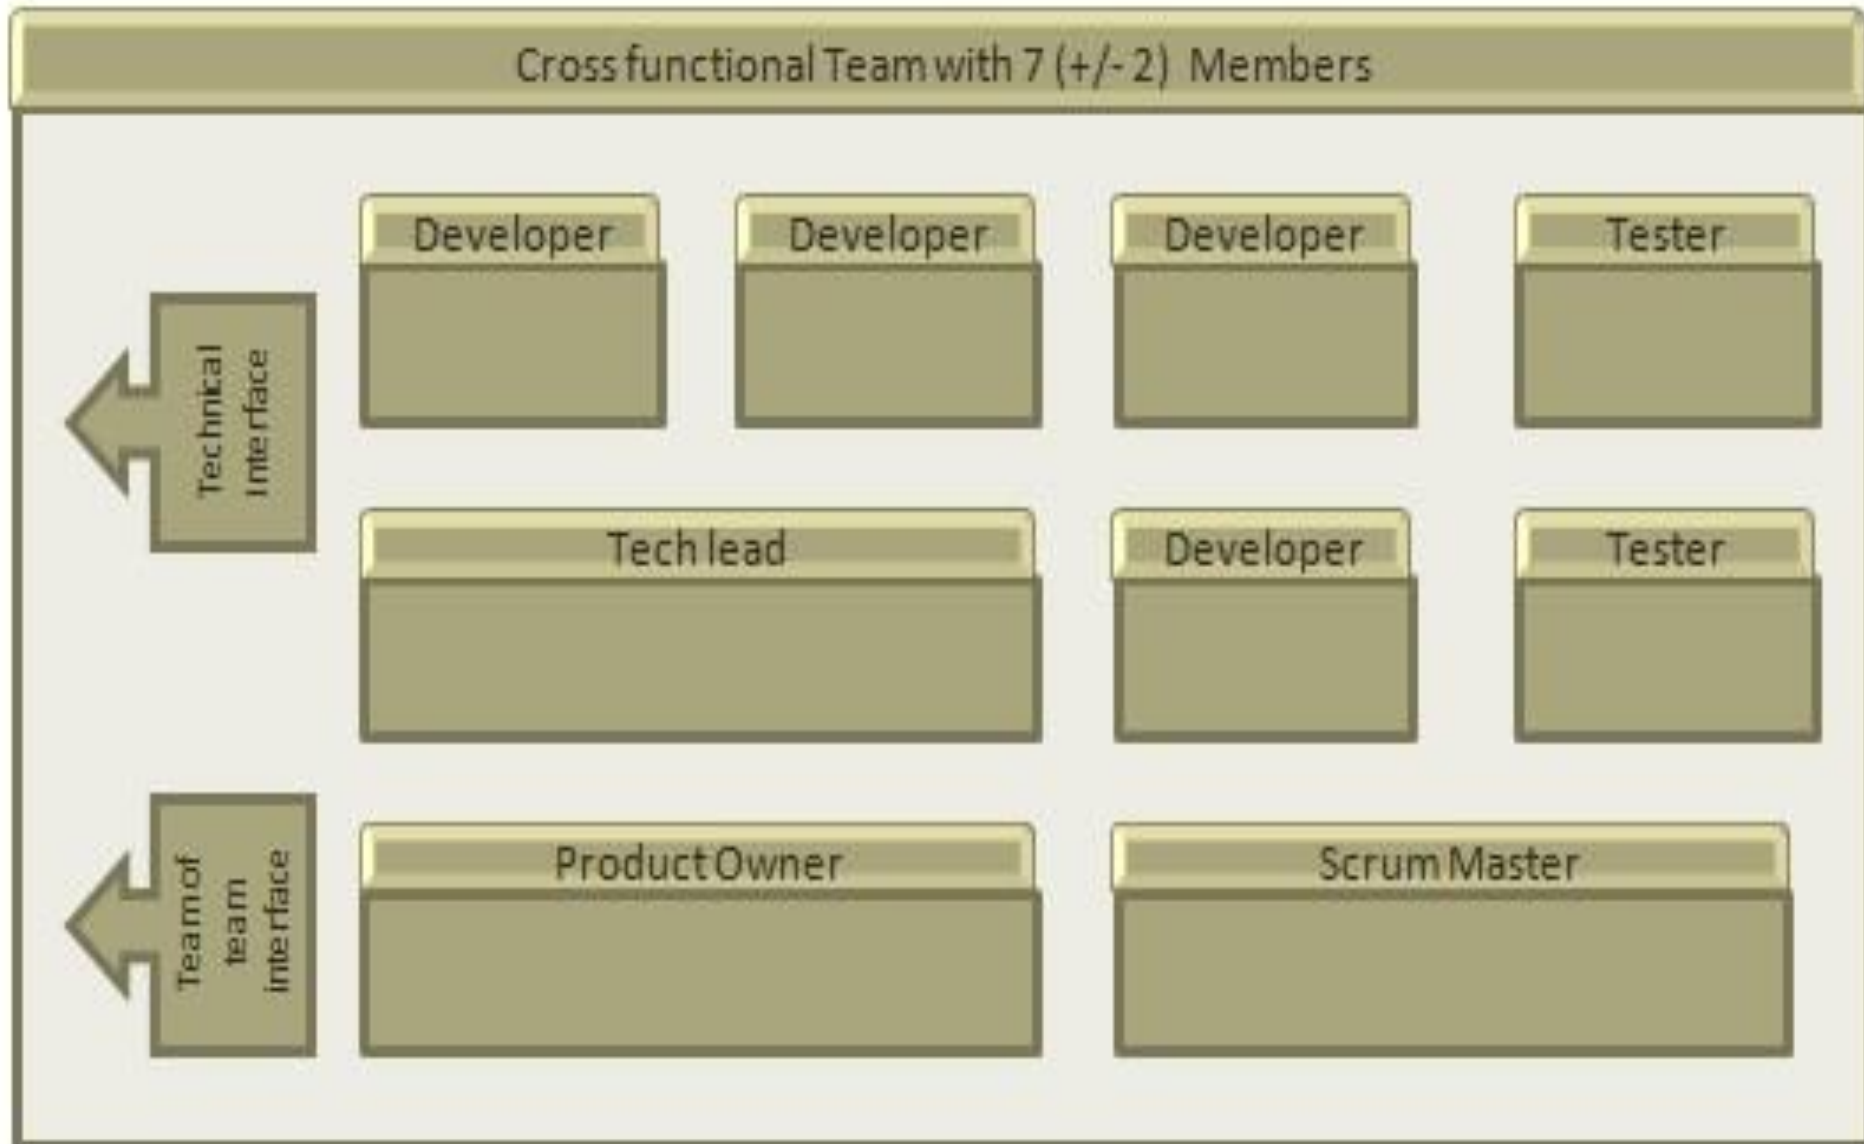 Cross functional Team with 7 (+/- 2) Members
Developer
Developer
Developer
Tester
Technical
Interface
Tech lead
Developer
Tester
Team of
team
interface
Product Owner
Scrum Master